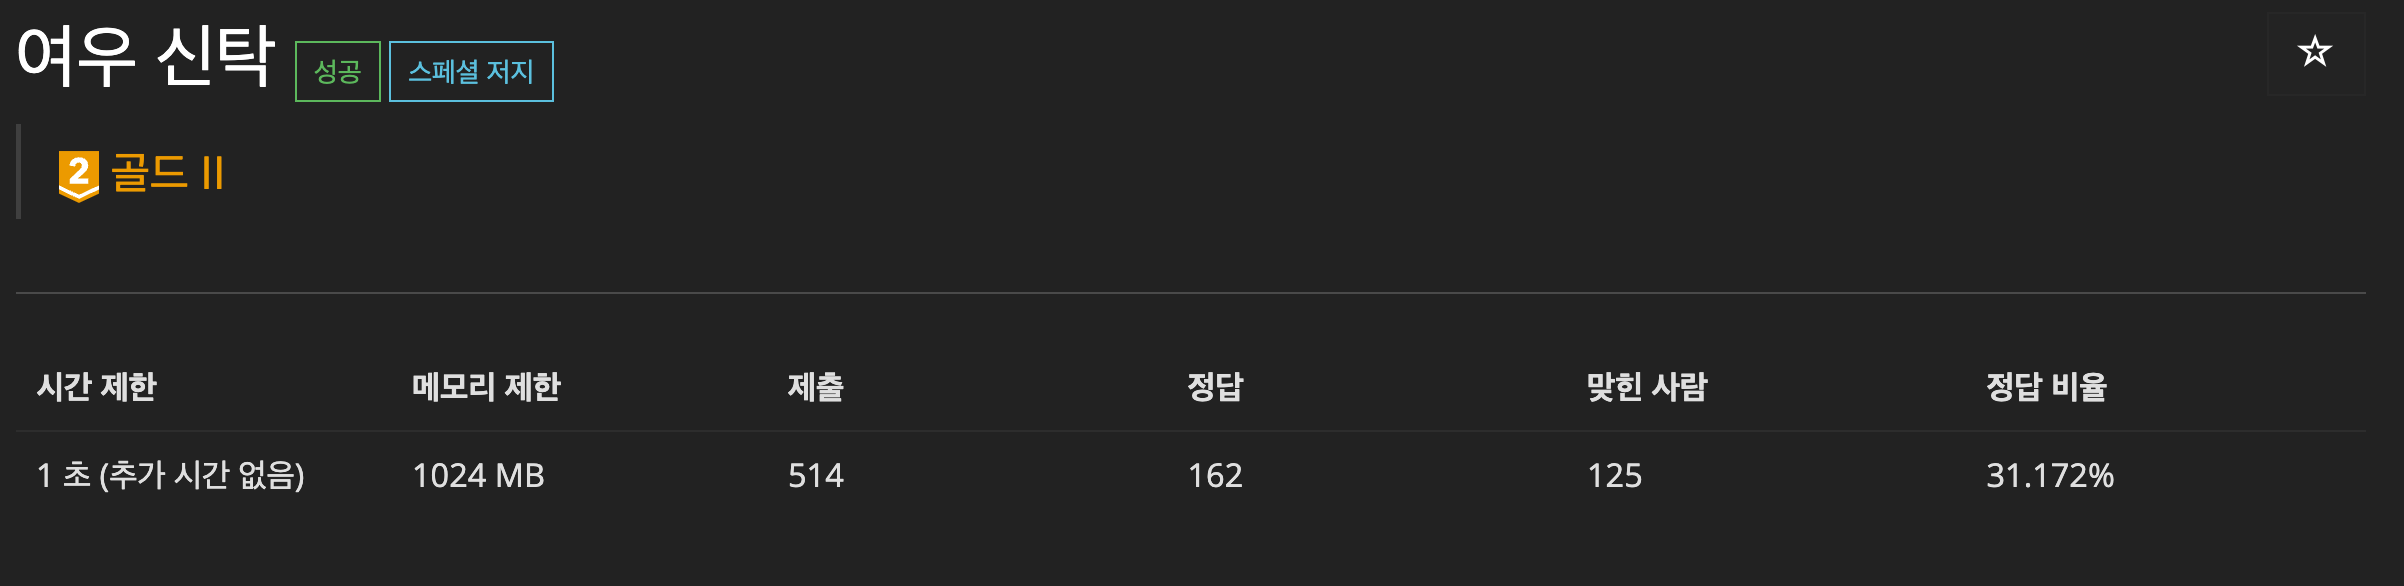 여우 신탁 성공 스페셜 저지
2 골드 II
시간 제한 메모리 제한 제출 정답 맞힌 사람 정답 비율
1 초 (추가 시간 없음) 1024 MB 514 162 125 31.172%